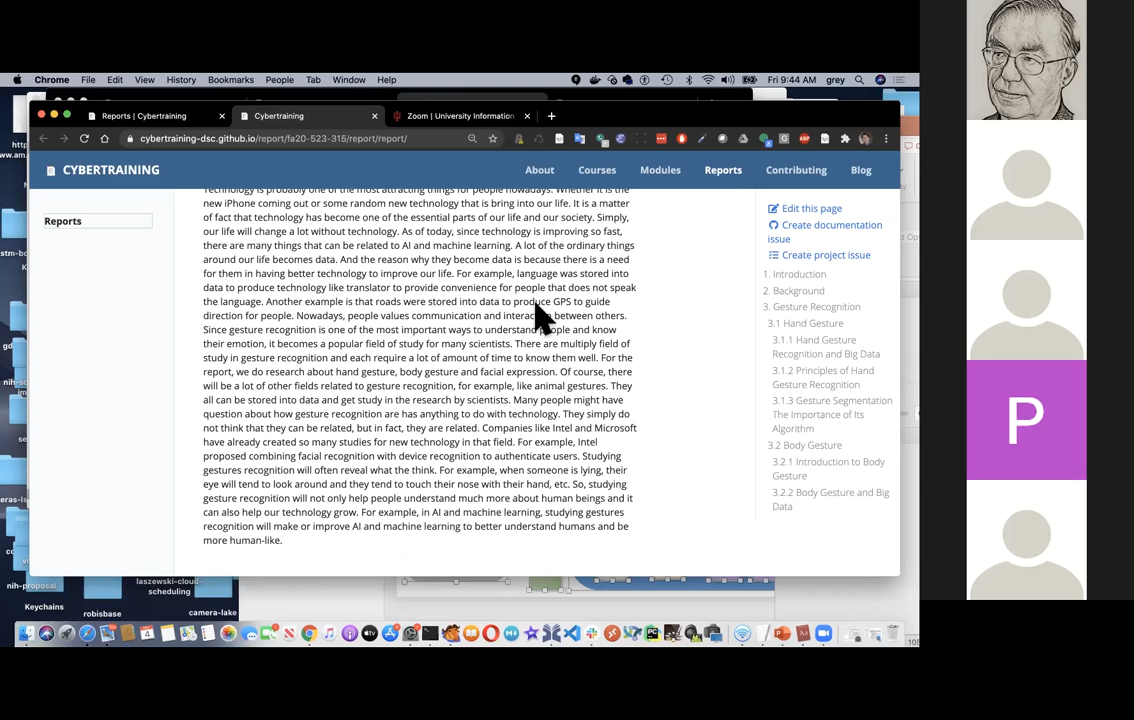 Chrome File Edit View History Bookmarks People Tab Window Help
Fri 9:44 AM grey
Reports | Cybertraining
Cybertraining
Zoom | University Information
cybertraining-dsc.github.io/report/fa20-523-315/report/
CYBERTRAINING
About Courses Modules Reports Contributing Blog
Reports
Technology is probably one of the most attracting things for people nowadays. Whether it is the
new iPhone coming out or some random new technology that is bring into our life. It is a matter
of fact that technology has become one of the essential parts of our life and our society. Simply,
our life will change a lot without technology. As of today, since technology is improving so fast,
there are many things that can be related to AI and machine learning. A lot of the ordinary things
around our life becomes data. And the reason why they become data is because there is a need
for them in having better technology to improve our life. For example, language was stored into
data to produce technology like translator to provide convenience for people that does not speak
the language. Another example is that roads were stored into data to produce GPS to guide
direction for people. Nowadays, people values communication and between others.
Since gesture recognition is one of the most important ways to understand and know
their emotion, it becomes a popular field of study for many scientists. There are multiply field of
study in gesture recognition and each require a lot of amount of time to know them well. For the
report, we do research about hand gesture, body gesture and facial expression. Of course, there
will be a lot of other fields related to gesture recognition, for example, like animal gestures. They
all can be stored into data and get study in the research by scientists. Many people might have
question about how gesture recognition are has anything to do with technology. They simply do
not think that they can be related, but in fact, they are related. Companies like Intel and Microsoft
have already created so many studies for new technology in that field. For example, Intel
proposed combining facial recognition with device recognition to authenticate users. Studying
gestures recognition will often reveal what the think. For example, when someone is lying, their
eye will tend to look around and they tend to touch their nose with their hand, etc. So, studying
gesture recognition will not only help people understand much more about human beings and it
can also help our technology grow. For example, in AI and machine learning, studying gestures
recognition will make or improve AI and machine learning to better understand humans and be
more human-like.
Edit this page
Create documentation
issue
Create project issue
1. Introduction
2. Background
3. Gesture Recognition
3.1 Hand Gesture
3.1.1 Hand Gesture
Recognition and Big Data
3.1.2 Principles of Hand
Gesture Recognition
3.1.3 Gesture Segmentation
The Importance of Its
Algorithm
3.2 Body Gesture
3.2.1 Introduction to Body
Gesture
3.2.2 Body Gesture and Big
Data
nih-proposal
Keychains
robisbase
laszewski-cloud-
scheduling
camera-lake
P